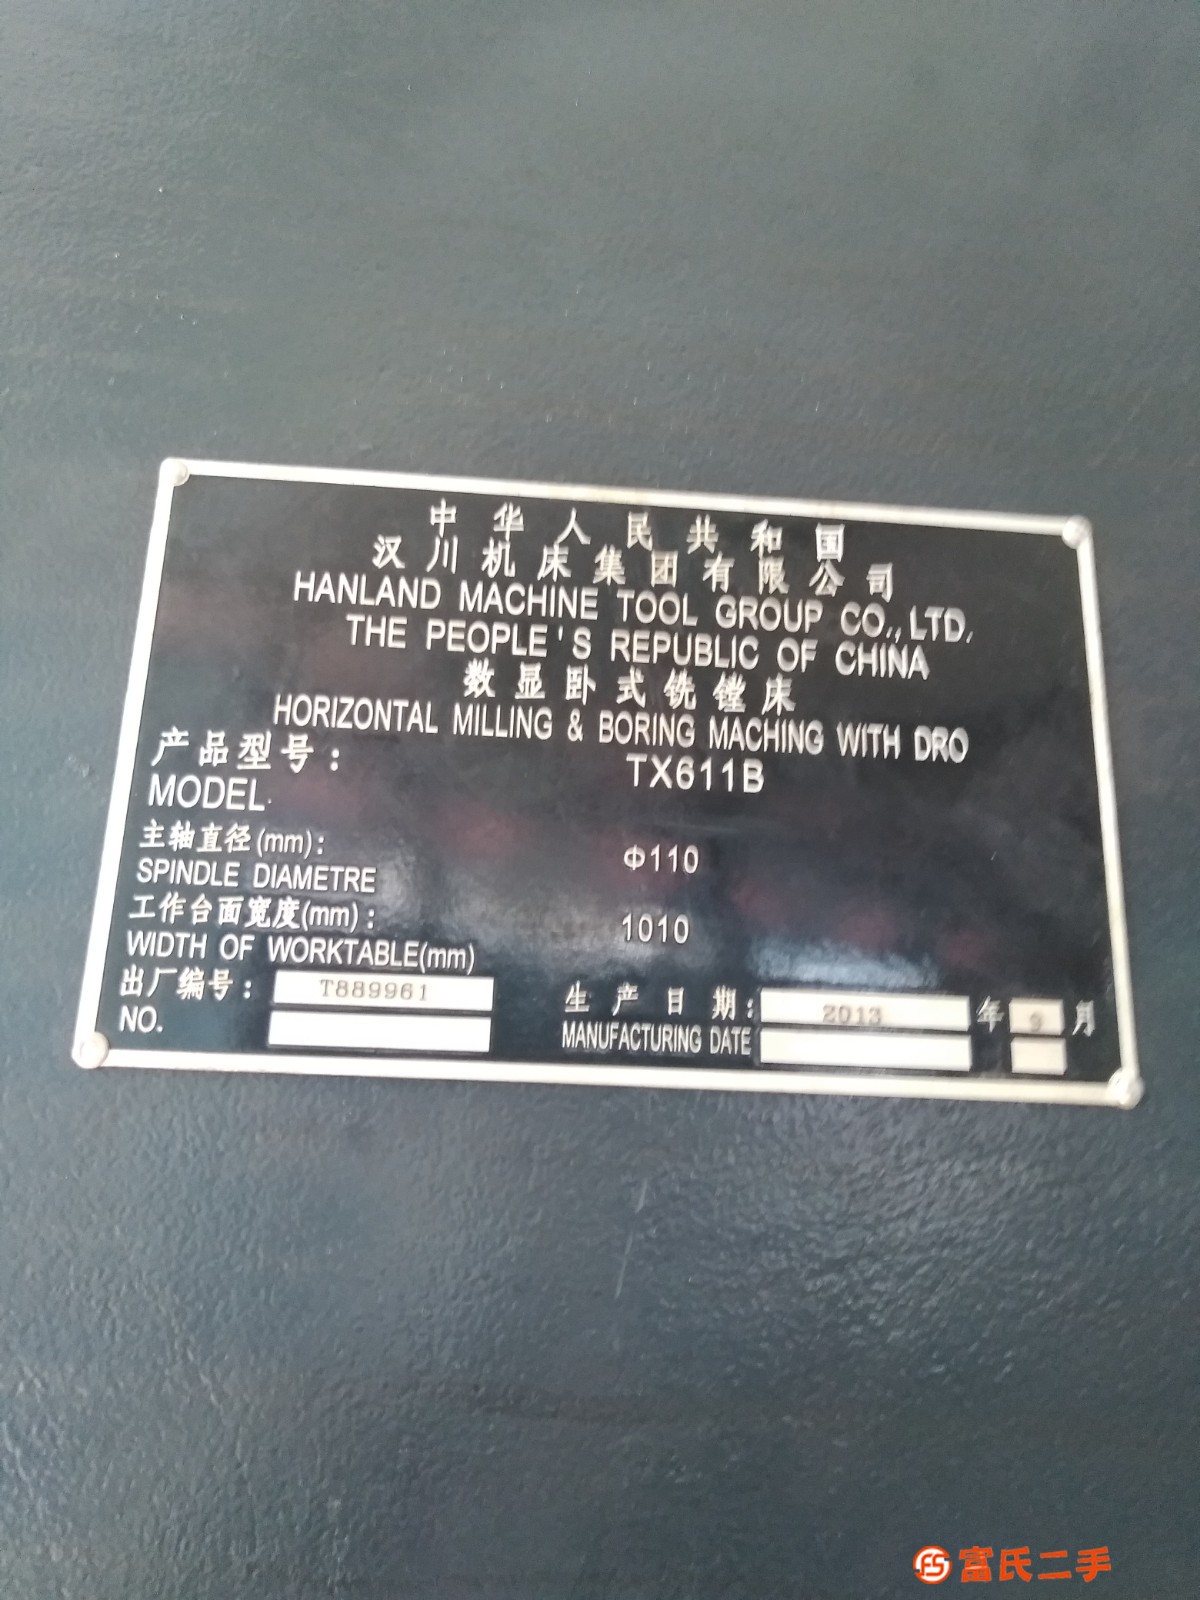 中华人民共和国
汉川机床集团有限公司
HANLAND MACHINE TOOL GROUP CO., LTD.
THE PEOPLE'S REPUBLIC OF CHINA
数显卧式铣镗床
HORIZONTAL MILLING & BORING MACHING WITH DRO
产品型号: TX611B
MODEL
主轴直径(mm): Φ110
SPINDLE DIAMETRE
工作台面宽度(mm): 1010
WIDTH OF WORKTABLE(mm)
出厂编号: T889961 生产日期: 2013 年 9 月
NO. MANUFACTURING DATE
FS 富氏二手